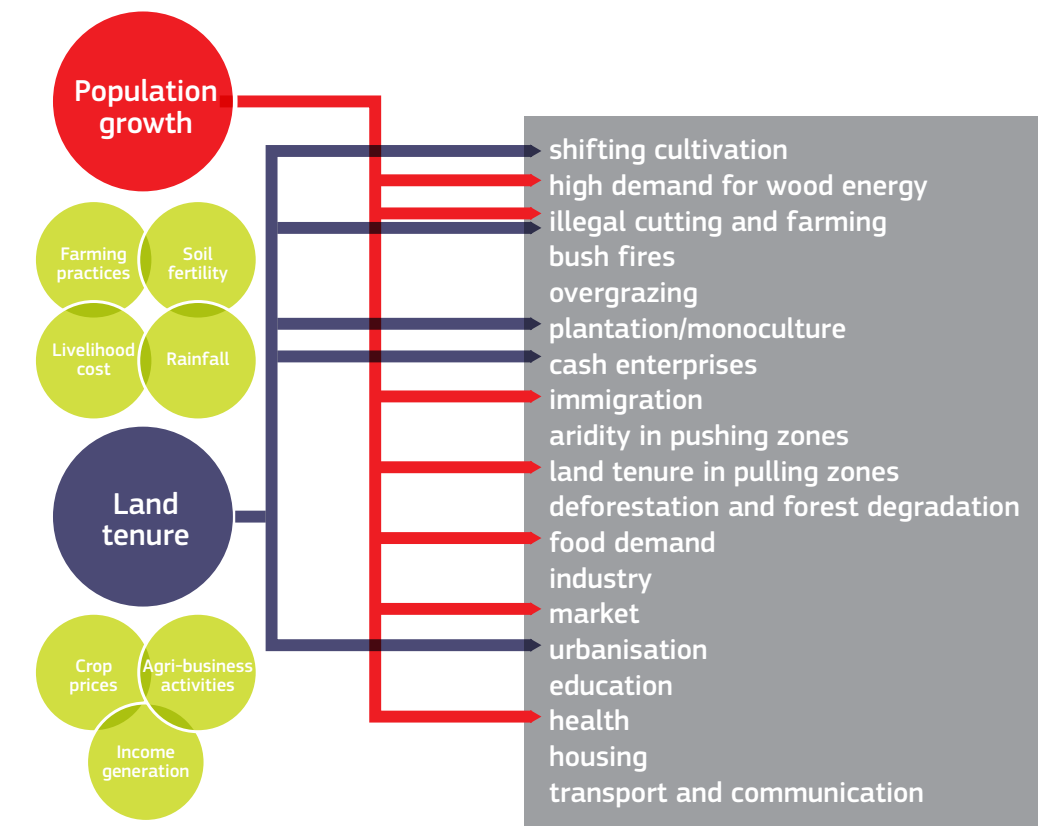 Population
growth
Farming
practices
Soil
fertility
Livelihood
cost
Rainfall
Land
tenure
Crop
prices
Agri-business
activities
Income
generation
shifting cultivation
high demand for wood energy
illegal cutting and farming
bush fires
overgrazing
plantation/monoculture
cash enterprises
immigration
aridity in pushing zones
land tenure in pulling zones
deforestation and forest degradation
food demand
industry
market
urbanisation
education
health
housing
transport and communication